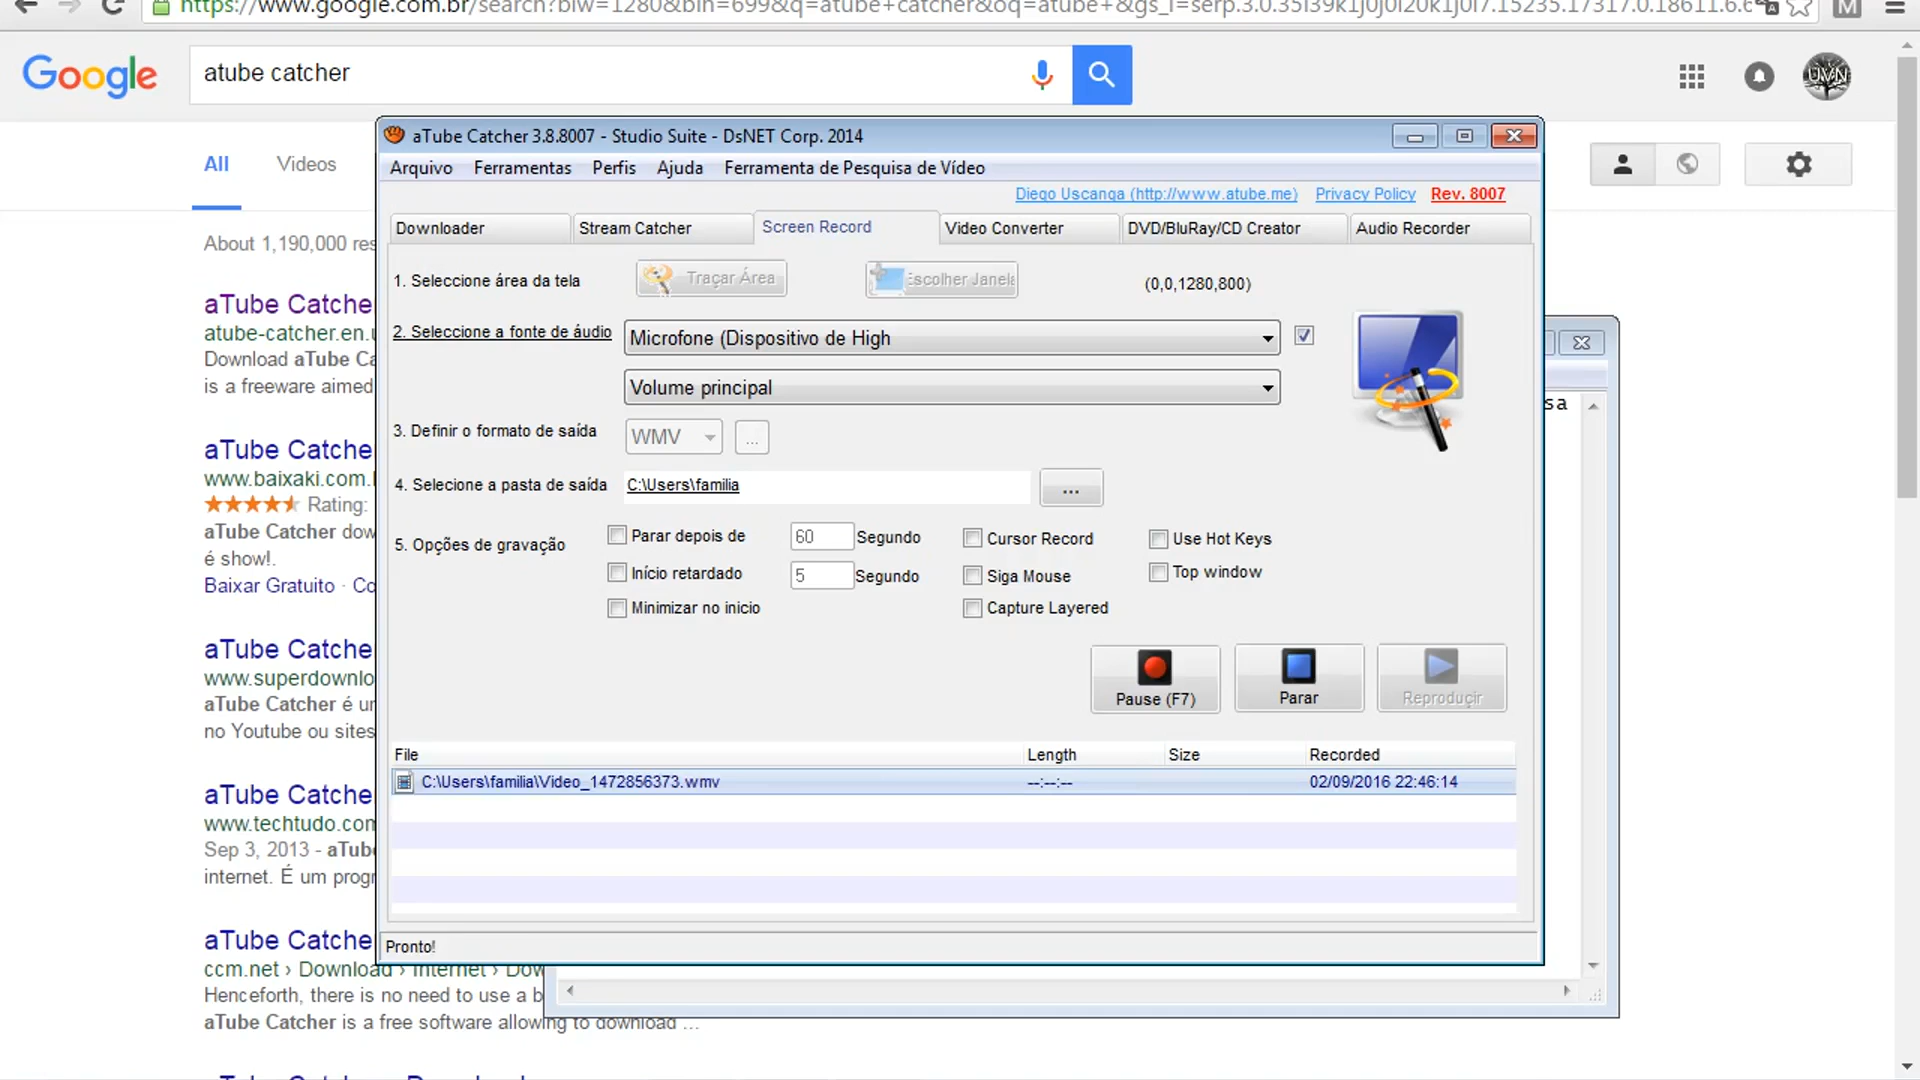 https://www.google.com.br/search?biw=1280&bih=699&q=atube+catcher&oq=atube+&gs_l=serp.3.0.35i39k1j0j0i20k1j0l7.15235.17317.0.18611.6.6
M
Google
atube catcher
UVN
All
Videos
About 1,190,000 res
aTube Catche
atube-catcher.en.u
Download aTube Ca
is a freeware aimed
aTube Catche
www.baixaki.com.
Rating:
aTube Catcher dow
é show!.
Baixar Gratuito · Co
aTube Catche
www.superdownlo
aTube Catcher é ur
no Youtube ou sites
aTube Catche
www.techtudo.com
Sep 3, 2013 - aTube
internet. É um progr
aTube Catche
ccm.net › Download › Internet › Dow
Henceforth, there is no need to use a b
aTube Catcher is a free software allowing to download ...
aTube Catcher 3.8.8007 - Studio Suite - DsNET Corp. 2014
Arquivo
Ferramentas
Perfis
Ajuda
Ferramenta de Pesquisa de Vídeo
Diego Uscanga (http://www.atube.me)
Privacy Policy
Rev. 8007
Downloader
Stream Catcher
Screen Record
Video Converter
DVD/BluRay/CD Creator
Audio Recorder
1. Seleccione área da tela
Traçar Área
Escolher Janela
(0,0,1280,800)
2. Seleccione a fonte de áudio
Microfone (Dispositivo de High
Volume principal
3. Definir o formato de saída
WMV
...
4. Selecione a pasta de saída
C:\Users\familia
...
5. Opções de gravação
Parar depois de
60
Segundo
Cursor Record
Use Hot Keys
Início retardado
5
Segundo
Siga Mouse
Top window
Minimizar no inicio
Capture Layered
Pause (F7)
Parar
Reproduçir
File
Length
Size
Recorded
C:\Users\familia\Video_1472856373.wmv
--:--:--
02/09/2016 22:46:14
Pronto!
sa